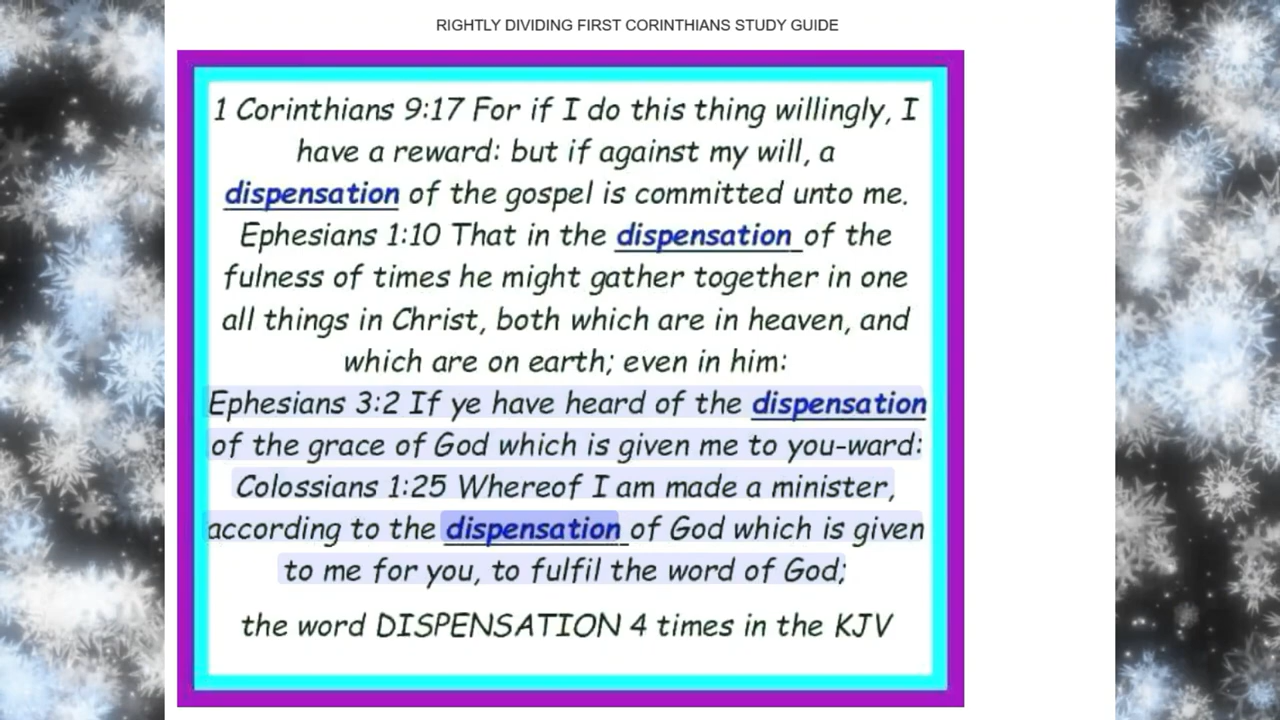 RIGHTLY DIVIDING FIRST CORINTHIANS STUDY GUIDE
1 Corinthians 9:17 For if I do this thing willingly, I
have a reward: but if against my will, a
dispensation of the gospel is committed unto me.
Ephesians 1:10 That in the dispensation of the
fulness of times he might gather together in one
all things in Christ, both which are in heaven, and
which are on earth; even in him:
Ephesians 3:2 If ye have heard of the dispensation
of the grace of God which is given me to you-ward:
Colossians 1:25 Whereof I am made a minister,
according to the dispensation of God which is given
to me for you, to fulfil the word of God;
the word DISPENSATION 4 times in the KJV